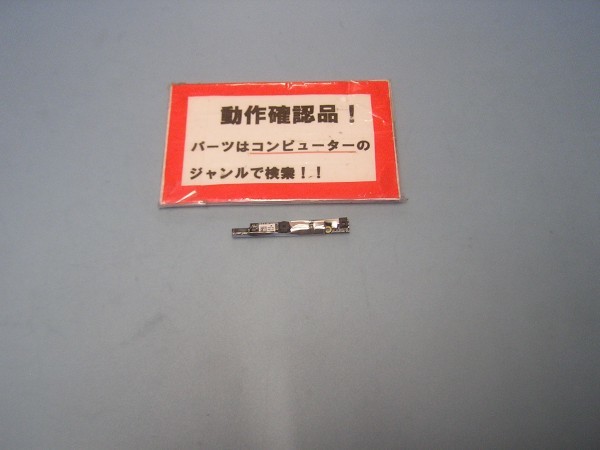 動作確認品！
パーツはコンピューターの
ジャンルで検索！！